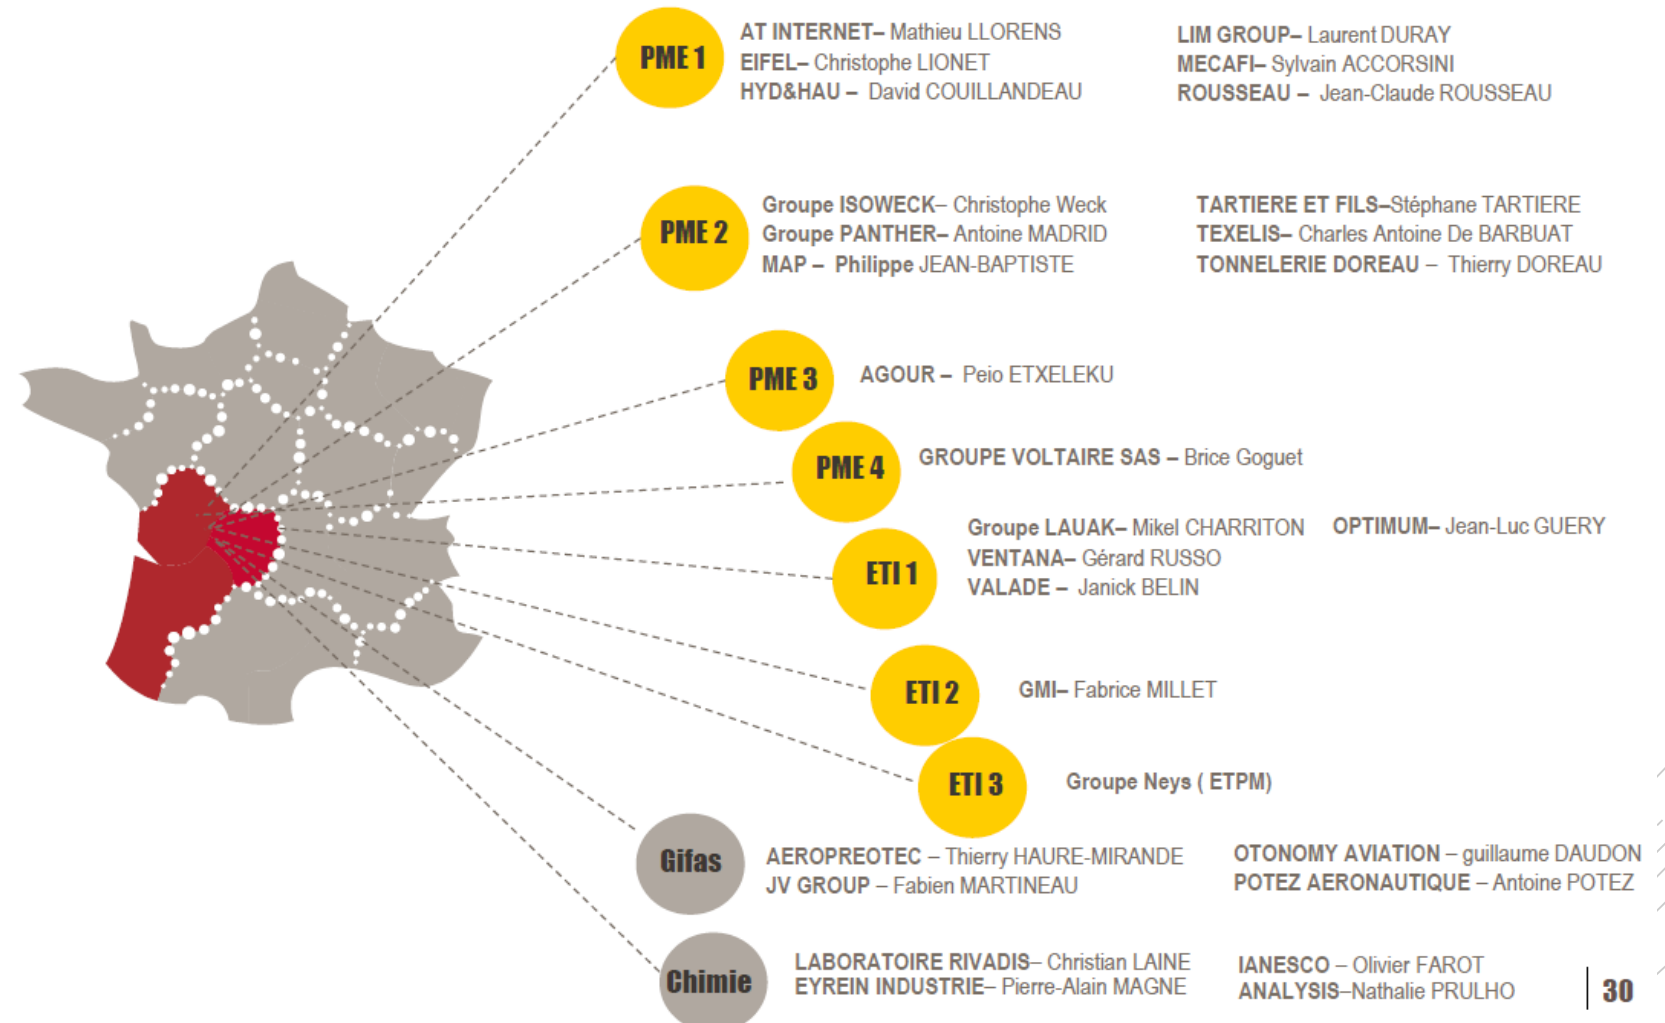 PME 1
AT INTERNET– Mathieu LLORENS
EIFEL– Christophe LIONET
HYD&HAU – David COUILLANDEAU
LIM GROUP– Laurent DURAY
MECAFI– Sylvain ACCORSINI
ROUSSEAU – Jean-Claude ROUSSEAU
PME 2
Groupe ISOWECK– Christophe Weck
Groupe PANTHER– Antoine MADRID
MAP – Philippe JEAN-BAPTISTE
TARTIERE ET FILS–Stéphane TARTIERE
TEXELIS– Charles Antoine De BARBUAT
TONNELERIE DOREAU – Thierry DOREAU
PME 3
AGOUR – Peio ETXELEKU
PME 4
GROUPE VOLTAIRE SAS – Brice Goguet
ETI 1
Groupe LAUAK– Mikel CHARRITON
VENTANA– Gérard RUSSO
VALADE – Janick BELIN
OPTIMUM– Jean-Luc GUERY
ETI 2
GMI– Fabrice MILLET
ETI 3
Groupe Neys ( ETPM)
Gifas
AEROPREOTEC – Thierry HAURE-MIRANDE
JV GROUP – Fabien MARTINEAU
OTONOMY AVIATION – guillaume DAUDON
POTEZ AERONAUTIQUE – Antoine POTEZ
Chimie
LABORATOIRE RIVADIS– Christian LAINE
EYREIN INDUSTRIE– Pierre-Alain MAGNE
IANESCO – Olivier FAROT
ANALYSIS–Nathalie PRULHO
30